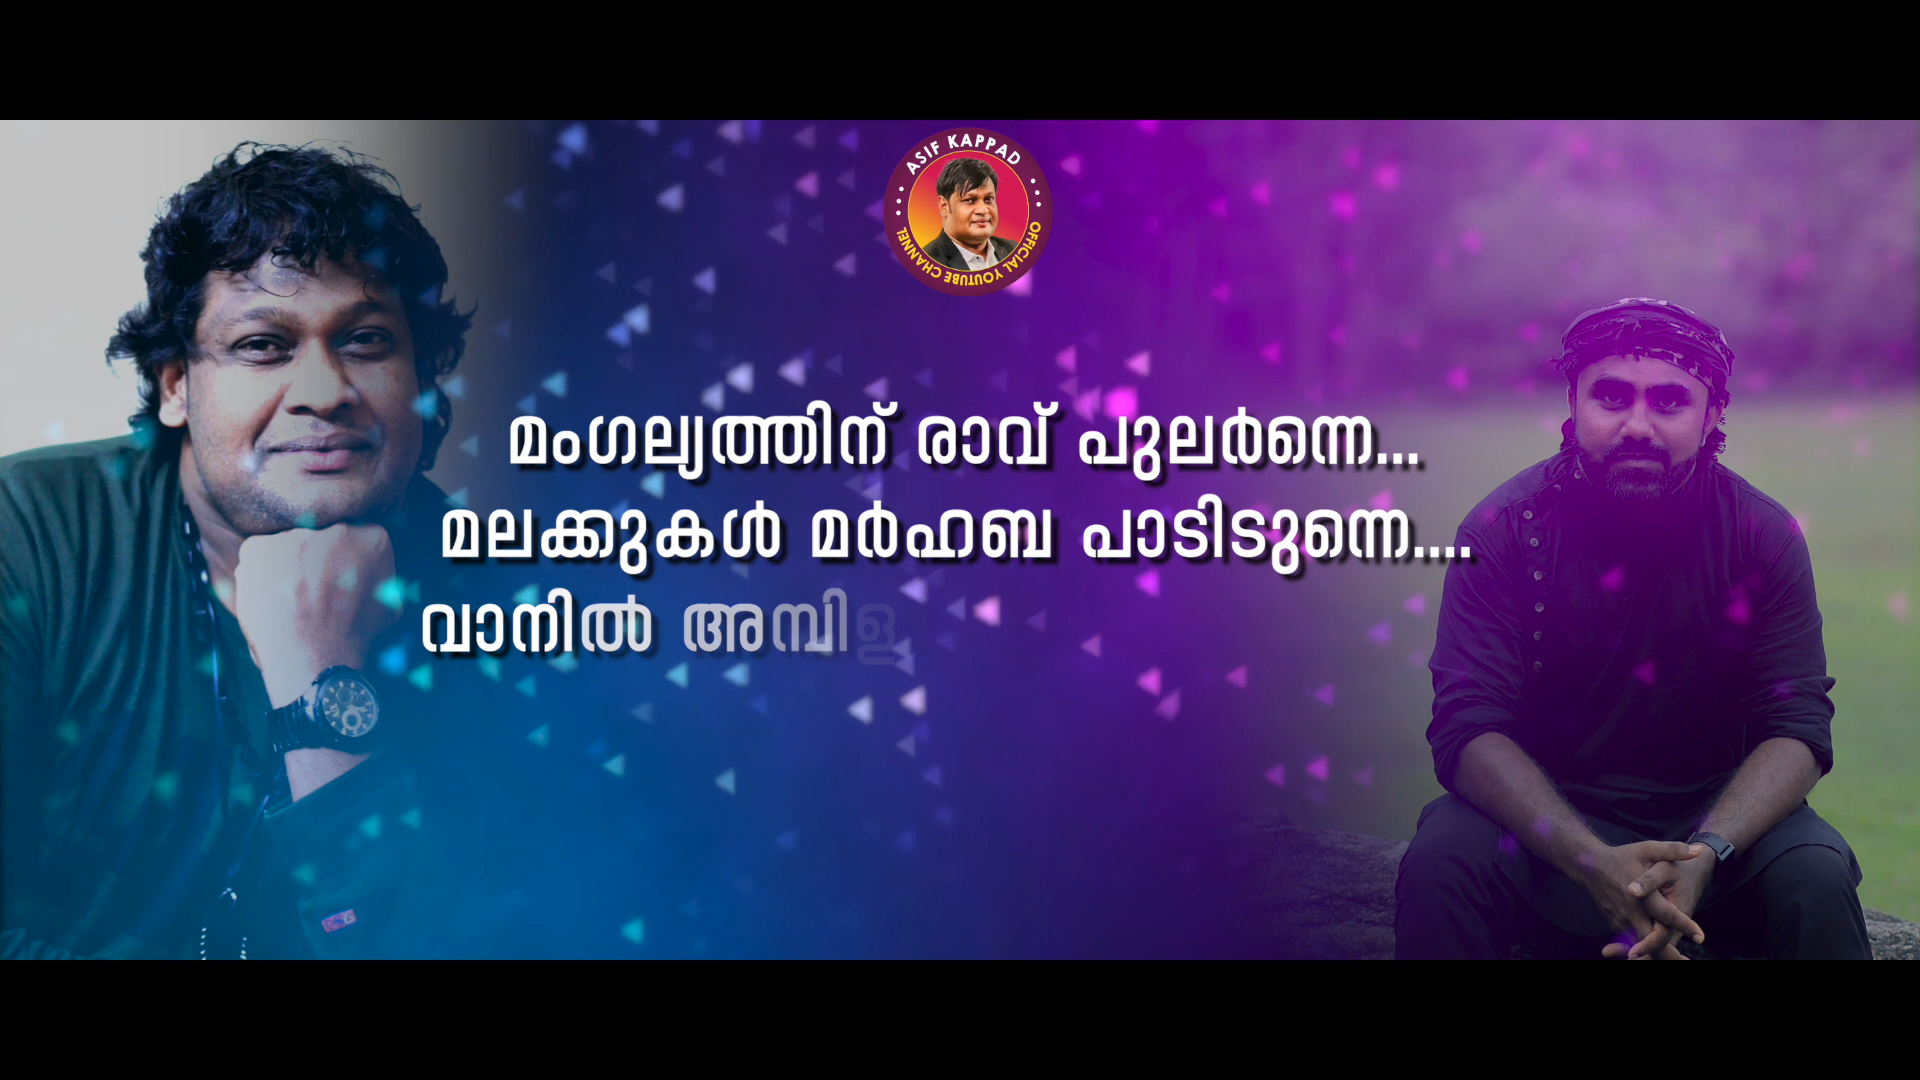 ASIF KAPPAD
OFFICIAL YOUTUBE CHANNEL
മംഗല്യത്തിന് രാവ് പുലർന്നെ...
മലക്കുകൾ മർഹബ പാടിടുന്നെ....
വാനിൽ അമ്പിള